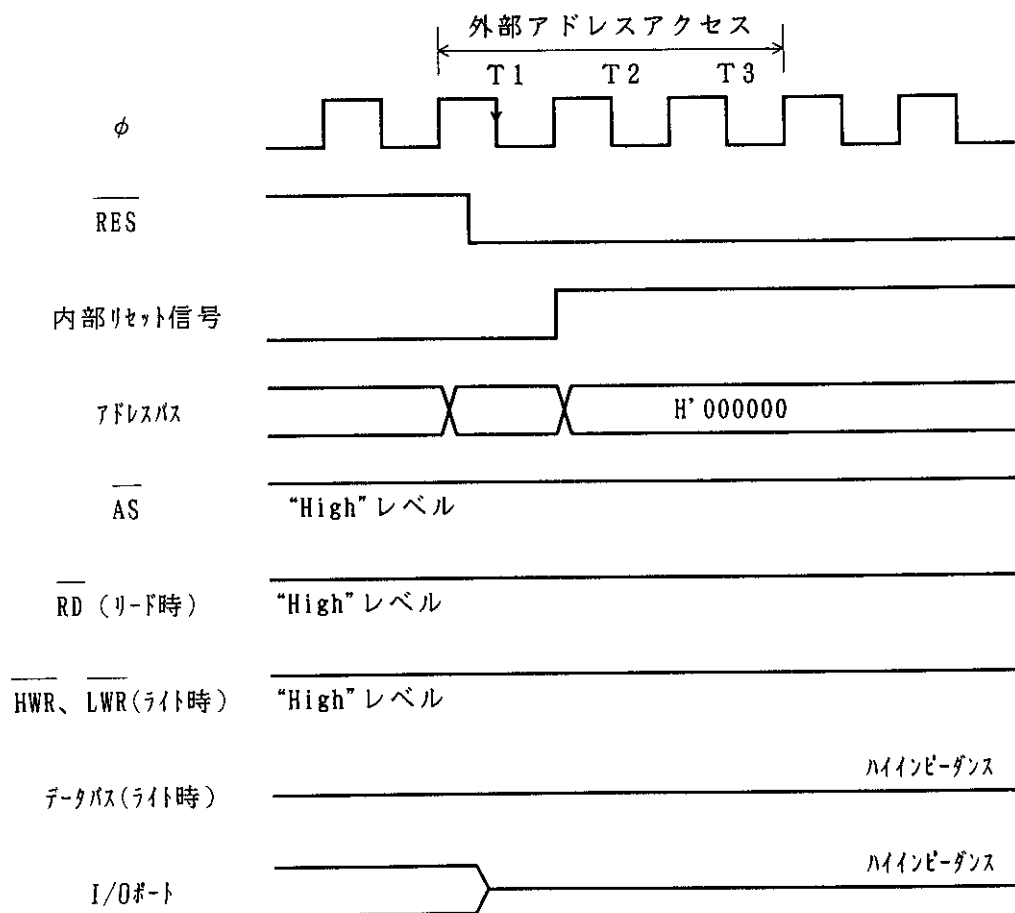 外部アドレスアクセス
T1 T2 T3
φ
RES
内部リセット信号
アドレスバス
H'000000
AS
"High"レベル
RD (リード時)
"High"レベル
HWR、LWR(ライト時)
"High"レベル
データバス(ライト時)
ハイインピーダンス
I/Oポート
ハイインピーダンス